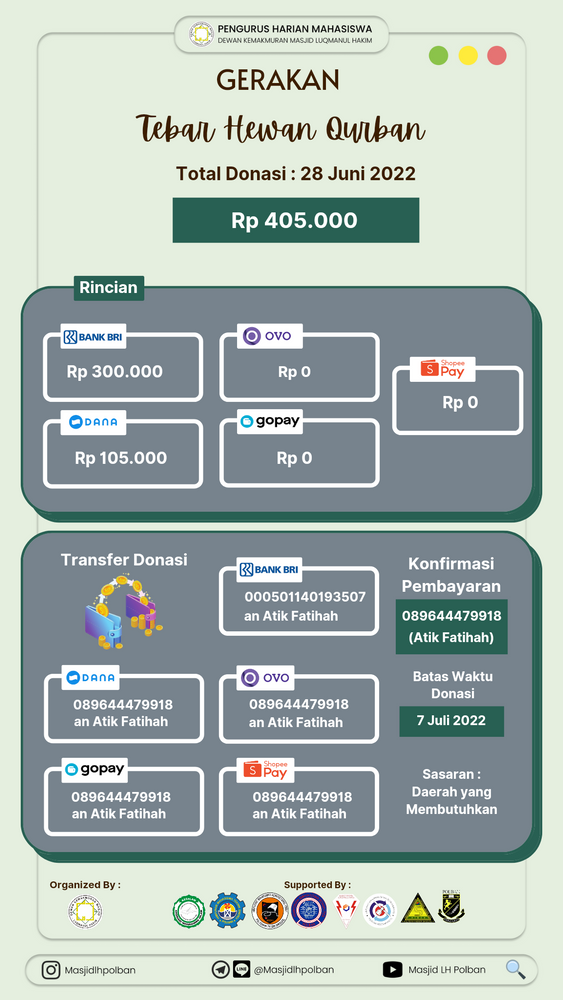 PENGURUS HARIAN MAHASISWA
DEWAN KEMAKMURAN MASJID LUQMANUL HAKIM
GERAKAN
Tebar Hewan Qurban
Total Donasi : 28 Juni 2022
Rp 405.000
Rincian
BANK BRI
Rp 300.000
OVO
Rp 0
Shopee
Pay
Rp 0
DANA
Rp 105.000
gopay
Rp 0
Transfer Donasi
BANK BRI
000501140193507
an Atik Fatihah
Konfirmasi
Pembayaran
089644479918
(Atik Fatihah)
DANA
089644479918
an Atik Fatihah
OVO
089644479918
an Atik Fatihah
Batas Waktu
Donasi
7 Juli 2022
gopay
089644479918
an Atik Fatihah
Shopee
Pay
089644479918
an Atik Fatihah
Sasaran :
Daerah yang
Membutuhkan
Organized By :
Supported By :
Masjidlhpolban
LINE
@Masjidlhpolban
Masjid LH Polban